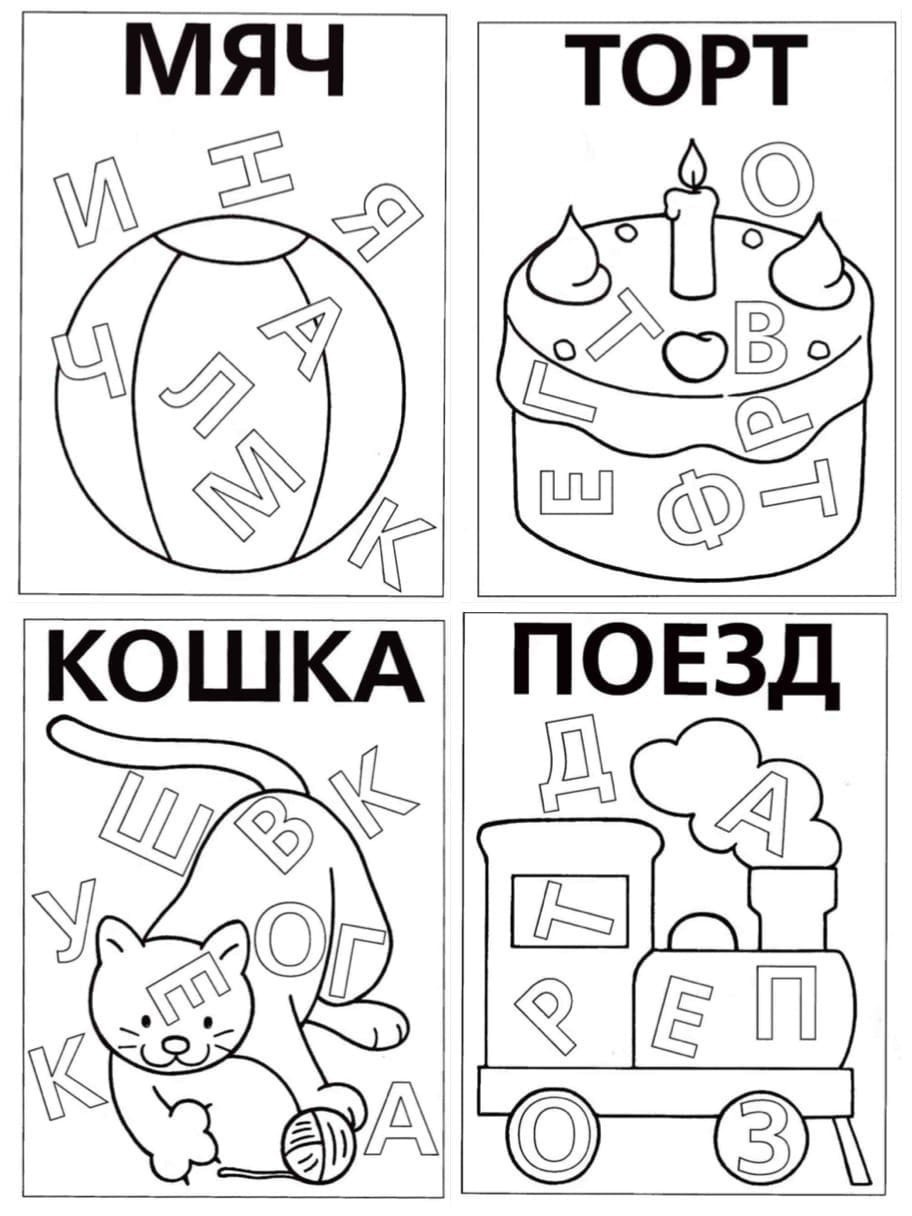 МЯЧ
И Н Я
Ч А
Л
М
К
ТОРТ
О
Т В
Г Р
Е Ф Т
КОШКА
Ш В К
У О Г
Е
К А
ПОЕЗД
Д А
Т
Р Е П
О З